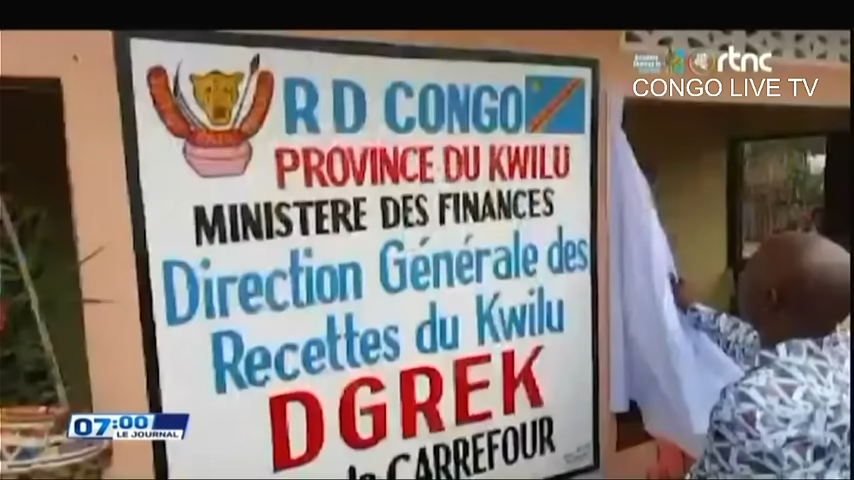 rtnc
CONGO LIVE TV
R D CONGO
PROVINCE DU KWILU
MINISTERE DES FINANCES
Direction Générale des
Recettes du Kwilu
DGREK
CARREFOUR
07:00
LE JOURNAL